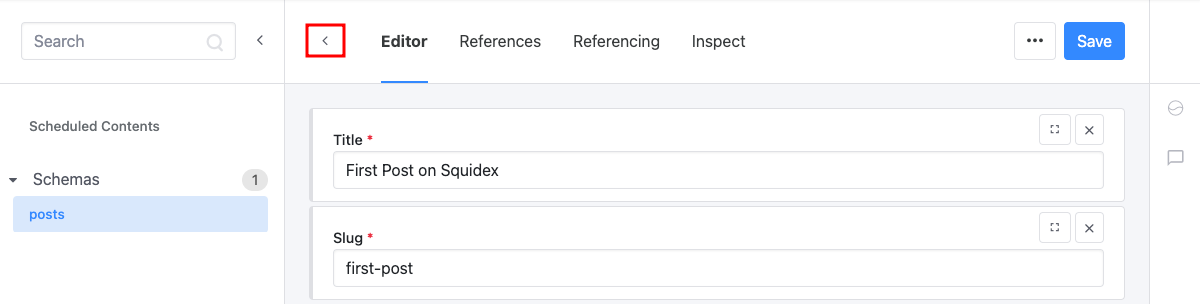 Search
Editor References Referencing Inspect
••• Save
Scheduled Contents
Schemas 1
posts
Title *
First Post on Squidex
Slug *
first-post